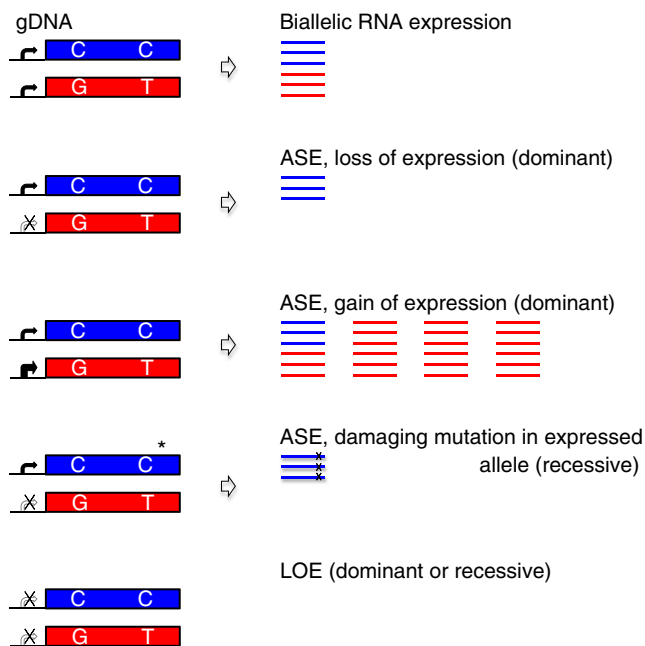 gDNA
Biallelic RNA expression
C C
G T
ASE, loss of expression (dominant)
C C
G T
ASE, gain of expression (dominant)
C C
G T
*
ASE, damaging mutation in expressed
allele (recessive)
C C
x
x
x
G T
LOE (dominant or recessive)
C C
G T